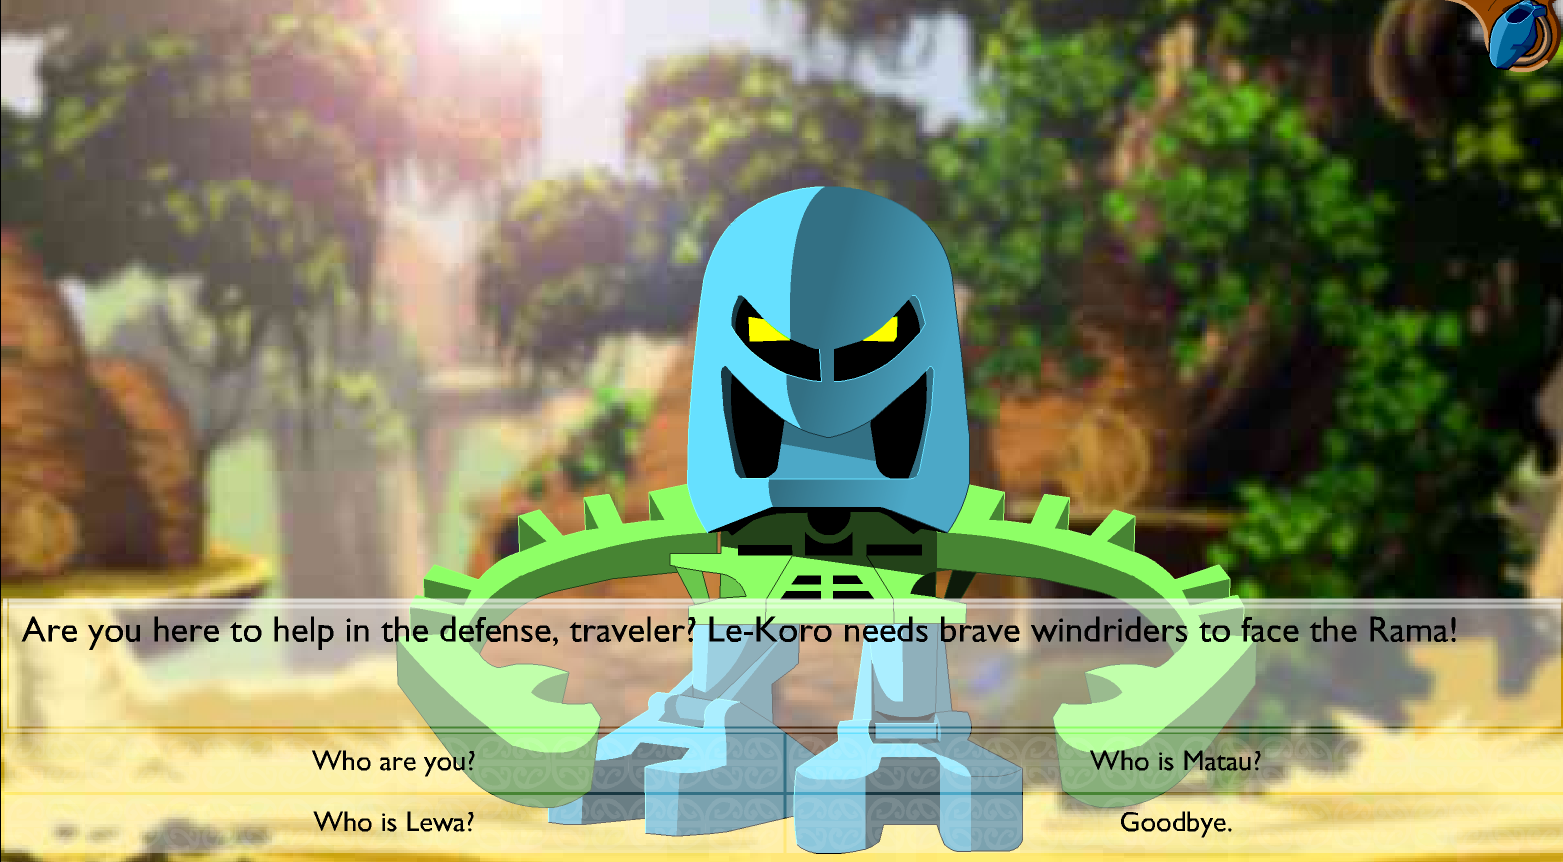 Are you here to help in the defense, traveler? Le-Koro needs brave windriders to face the Rama!
Who are you?
Who is Matau?
Who is Lewa?
Goodbye.